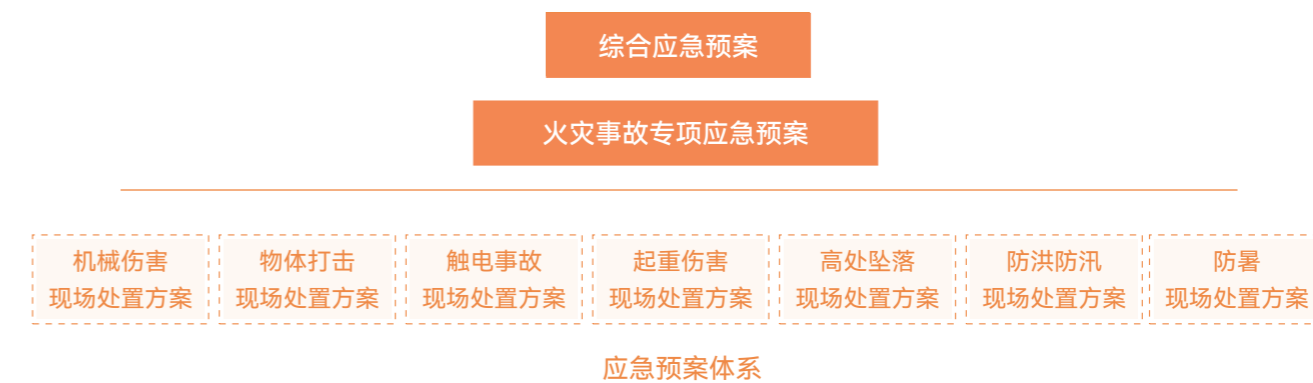 综合应急预案
火灾事故专项应急预案
机械伤害
现场处置方案
物体打击
现场处置方案
触电事故
现场处置方案
起重伤害
现场处置方案
高处坠落
现场处置方案
防洪防汛
现场处置方案
防暑
现场处置方案
应急预案体系